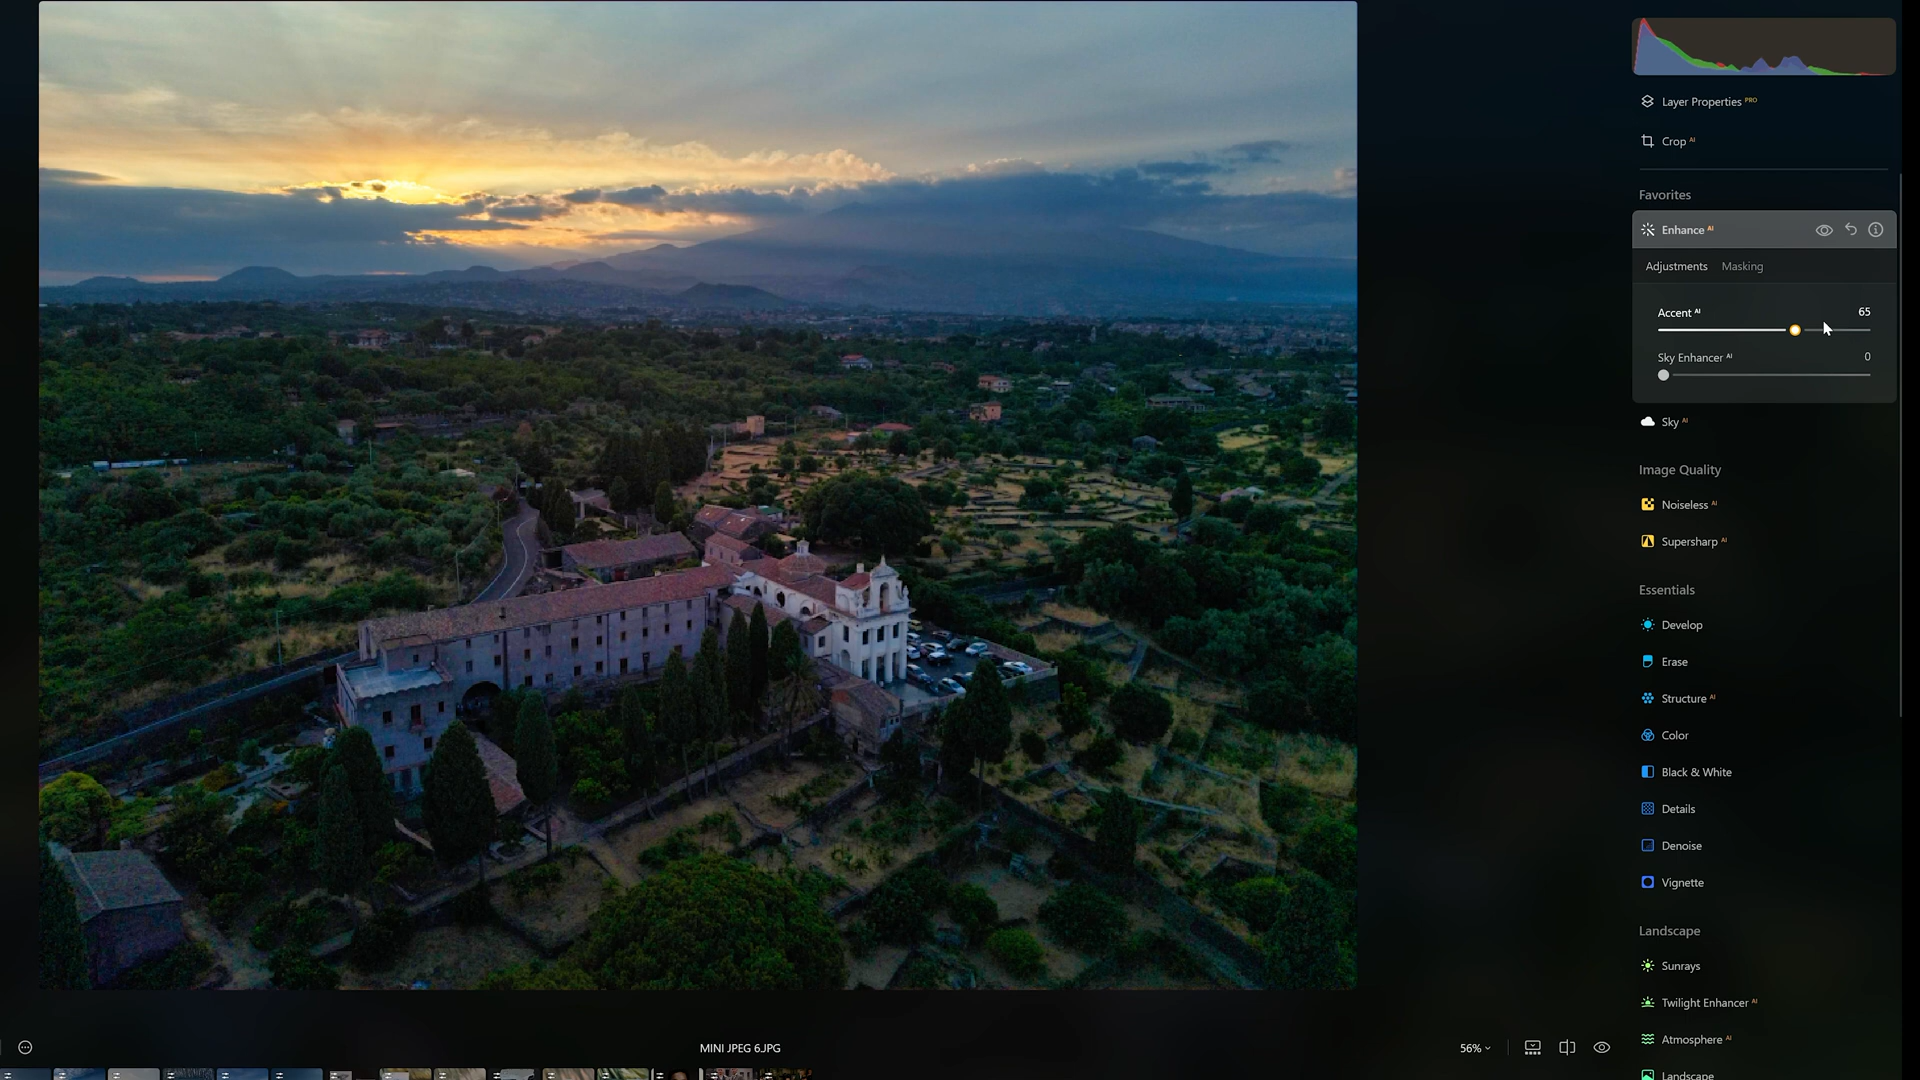 Layer Properties PRO
Crop AI
Favorites
Enhance AI
Adjustments Masking
Accent AI 65
Sky Enhancer AI 0
Sky AI
Image Quality
Noiseless AI
Supersharp AI
Essentials
Develop
Erase
Structure AI
Color
Black & White
Details
Denoise
Vignette
Landscape
Sunrays
Twilight Enhancer AI
Atmosphere AI
Landscape
MINI JPEG 6.JPG
56%